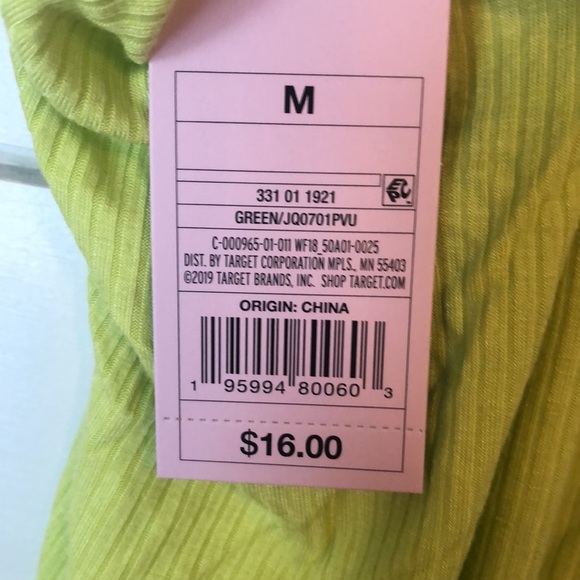 M
331 01 1921
GREEN/JQ0701PVU
C-000965-01-011 WF18_50A01-0025
DIST. BY TARGET CORPORATION MPLS., MN 55403
©2019 TARGET BRANDS, INC. SHOP TARGET.COM
ORIGIN: CHINA
1 95994 80060 3
$16.00